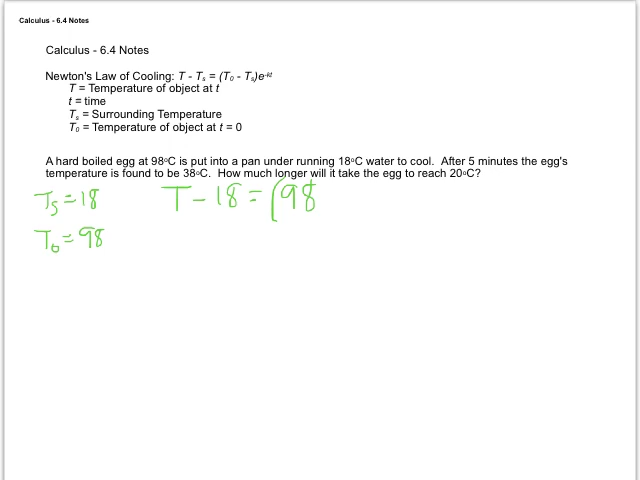 Calculus - 6.4 Notes
Calculus - 6.4 Notes
Newton's Law of Cooling: T - Ts = (T0 - Ts)e-kt
T = Temperature of object at t
t = time
Ts = Surrounding Temperature
T0 = Temperature of object at t = 0
A hard boiled egg at 98oC is put into a pan under running 18oC water to cool. After 5 minutes the egg's
temperature is found to be 38oC. How much longer will it take the egg to reach 20oC?
Ts = 18
T - 18 = (98
T0 = 98